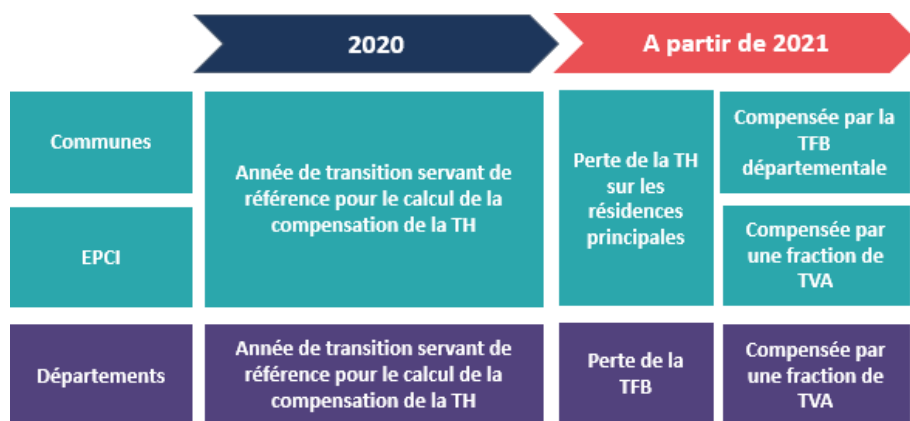 2020
A partir de 2021
Communes
Année de transition servant de
référence pour le calcul de la
compensation de la TH
Perte de la TH
sur les
résidences
principales
Compensée par la
TFB
départementale
EPCI
Compensée par
une fraction de
TVA
Départements
Année de transition servant de
référence pour le calcul de la
compensation de la TH
Perte de la
TFB
Compensée par
une fraction de
TVA